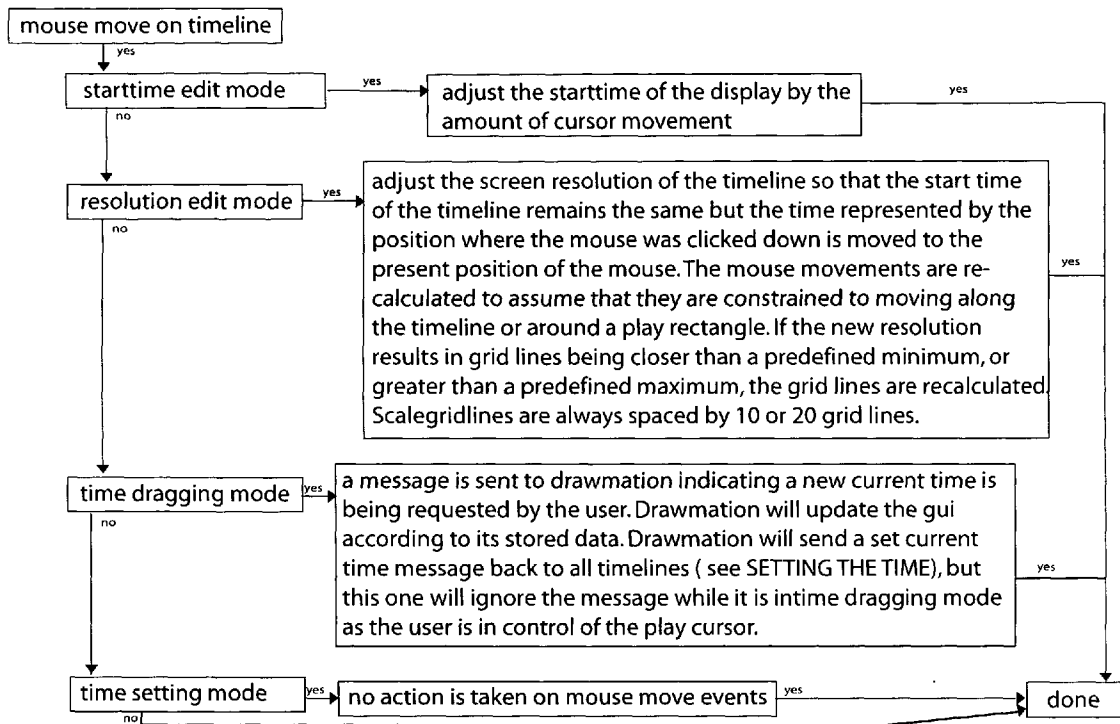 mouse move on timeline
yes
starttime edit mode
yes
adjust the starttime of the display by the
amount of cursor movement
yes
no
resolution edit mode
yes
adjust the screen resolution of the timeline so that the start time
of the timeline remains the same but the time represented by the
position where the mouse was clicked down is moved to the
present position of the mouse. The mouse movements are re-
calculated to assume that they are constrained to moving along
the timeline or around a play rectangle. If the new resolution
results in grid lines being closer than a predefined minimum, or
greater than a predefined maximum, the grid lines are recalculated.
Scalegridlines are always spaced by 10 or 20 grid lines.
yes
no
time dragging mode
yes
a message is sent to drawmation indicating a new current time is
being requested by the user. Drawmation will update the gui
according to its stored data. Drawmation will send a set current
time message back to all timelines ( see SETTING THE TIME), but
this one will ignore the message while it is intime dragging mode
as the user is in control of the play cursor.
yes
no
time setting mode
yes
no action is taken on mouse move events
yes
done
no